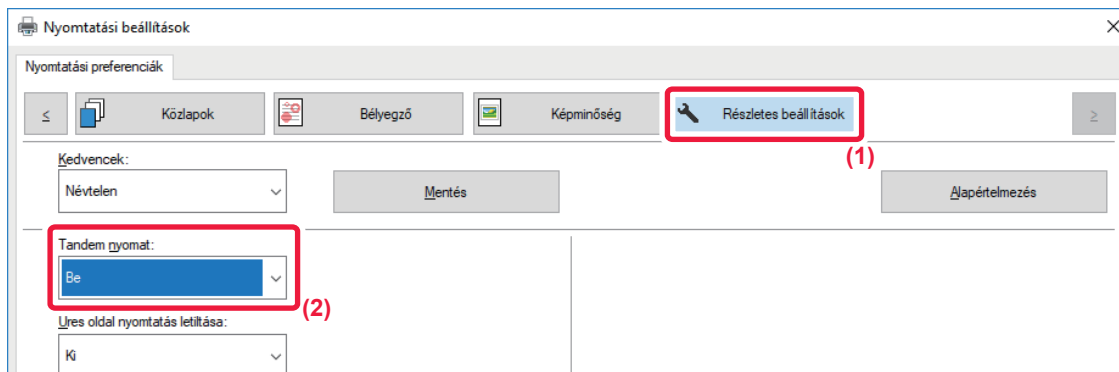 Nyomtatási beállítások
Nyomtatási preferenciák
<
Közlapok
Bélyegző
Képminőség
Részletes beállítások
>
(1)
Kedvencek:
Névtelen
Mentés
Alapértelmezés
Tandem nyomat:
Be
(2)
Ures oldal nyomtatás letiltása:
Ki